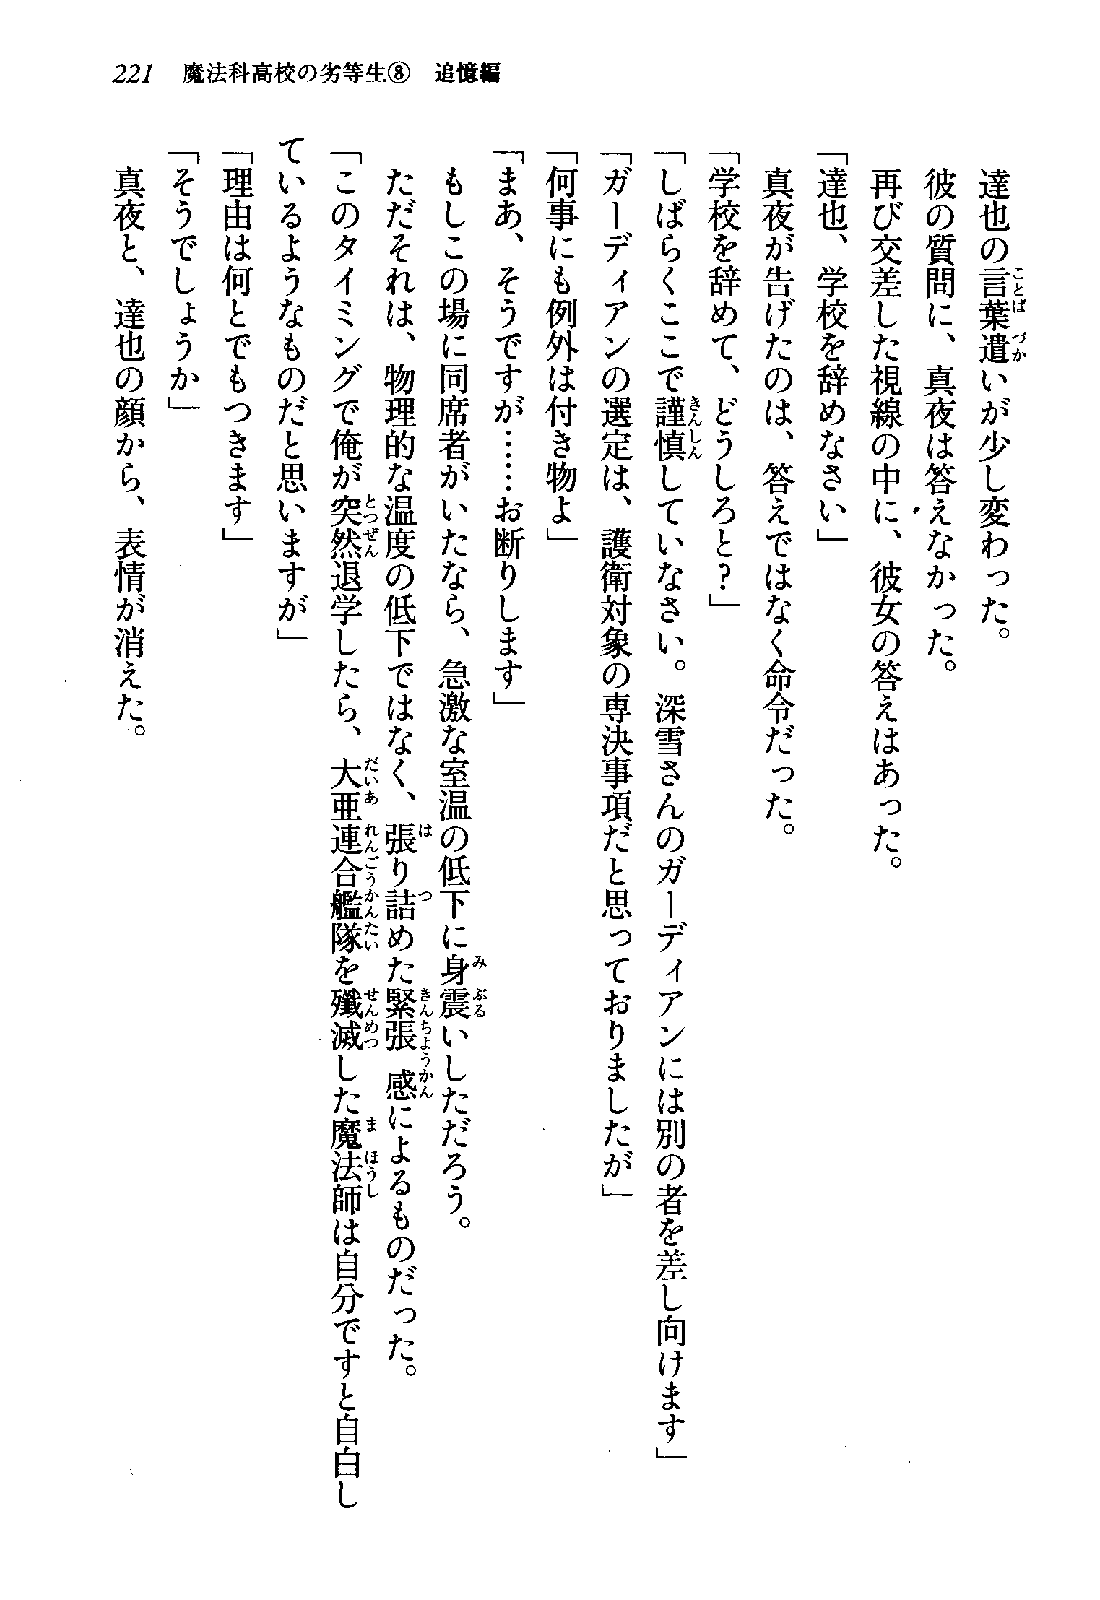 221 魔法科高校の劣等生⑧ 追憶編
達也の言葉遣いが少し変わった。
彼の質問に、真夜は答えなかった。
再び交差した視線の中に、彼女の答えはあった。
「達也、学校を辞めなさい」
真夜が告げたのは、答えではなく命令だった。
「学校を辞めて、どうしろと?」
「しばらくここで謹慎していなさい。深雪さんのガーディアンには別の者を差し向けます」
「ガーディアンの選定は、護衛対象の専決事項だと思っておりましたが」
「何事にも例外は付き物よ」
「まあ、そうですが……お断りします」
もしこの場に同席者がいたなら、急激な室温の低下に身震いしただろう。
ただそれは、物理的な温度の低下ではなく、張り詰めた緊張感によるものだった。
「このタイミングで俺が突然退学したら、大亜連合艦隊を殲滅した魔法師は自分ですと自白し
ているようなものだと思いますが」
「理由は何とでもつきます」
「そうでしょうか」
真夜と、達也の顔から、表情が消えた。